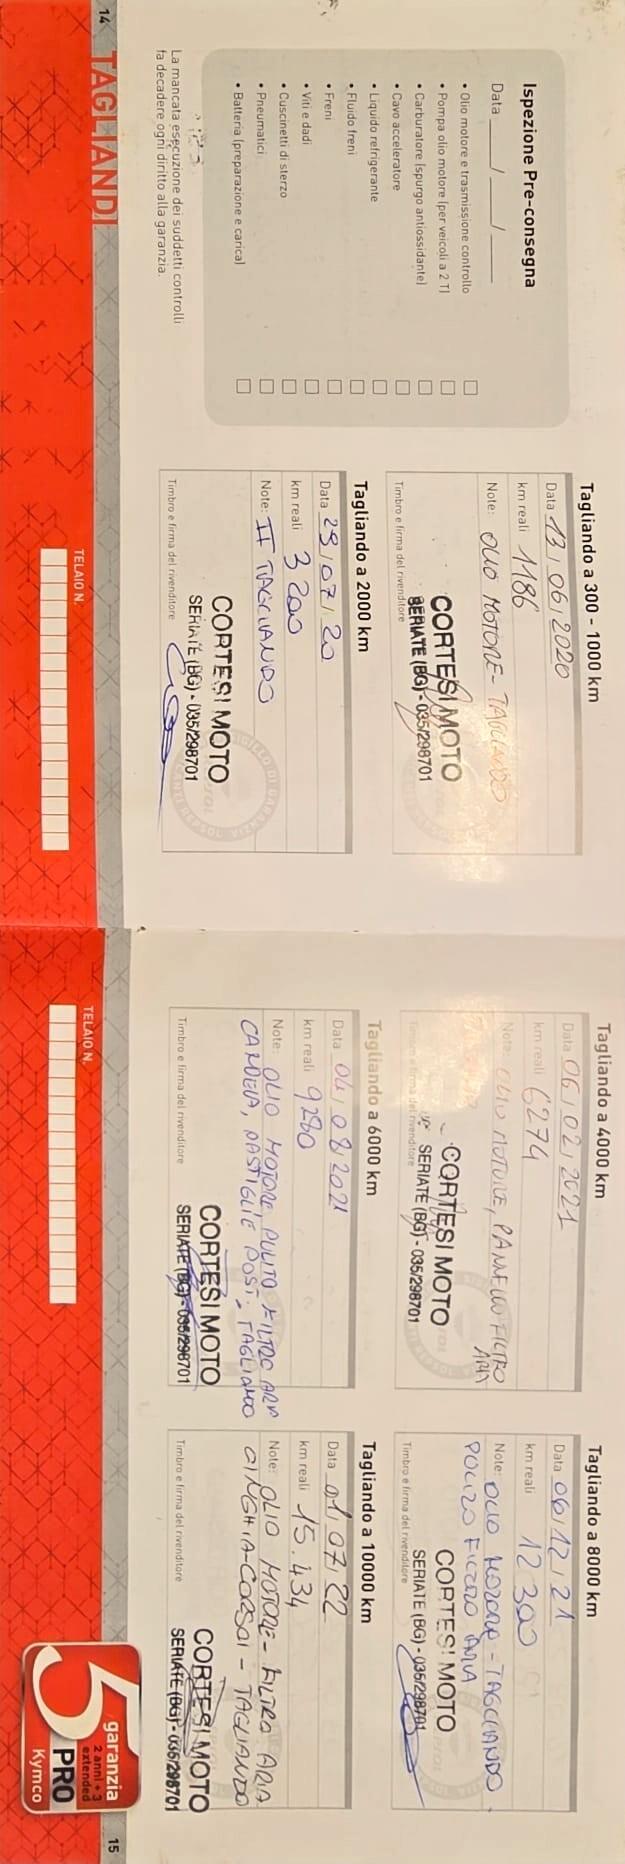 Ispezione Pre-consegna
Data ___/___/___
• Olio motore e trasmissione controllo
• Pompa olio motore (per veicoli a 2 T)
• Carburatore (spurgo antiossidante)
• Cavo acceleratore
• Liquido refrigerante
• Fluido freni
• Freni
• Viti e dadi
• Cuscinetti di sterzo
• Pneumatici
• Batteria (preparazione e carica)
La mancata esecuzione dei suddetti controlli
fa decadere ogni diritto alla garanzia.
14 TAGLIANDI
Tagliando a 300 - 1000 km
Data 13/06/2020
km reali 1186
Note: OLIO MOTORE - TAGLIANDO
CORTESI MOTO
SERIATE (BG) - 035/298701
Timbro e firma del rivenditore
Tagliando a 2000 km
Data 29/07/20
km reali 3200
Note: II TAGLIANDO
CORTESI MOTO
SERIATE (BG) - 035/298701
Timbro e firma del rivenditore
TELAIO N.
Tagliando a 4000 km
Data 06/02/2021
km reali 6274
Note: OLIO MOTORE, PANNELLO FILTRO
ARIA
CORTESI MOTO
SERIATE (BG) - 035/298701
Timbro e firma del rivenditore
Tagliando a 6000 km
Data 04/08/2021
km reali 9280
Note: OLIO MOTORE PULITO FILTRO ARIA
CANDELA, PASTIGLIE POST. - TAGLIANDO
CORTESI MOTO
SERIATE (BG) - 035/298701
Timbro e firma del rivenditore
TELAIO N.
Tagliando a 8000 km
Data 06/12/21
km reali 12300
Note: OLIO MOTORE - TAGLIANDO
PULIZO FILTRO ARIA
CORTESI MOTO
SERIATE (BG) - 035/298701
Timbro e firma del rivenditore
Tagliando a 10000 km
Data 01/07/22
km reali 15.434
Note: OLIO MOTORE - FILTRO ARIA
CINGHIA - CORSOI - TAGLIANDO
CORTESI MOTO
SERIATE (BG) - 035/298701
Timbro e firma del rivenditore
5
garanzia
2 anni + 3
extended
PRO
Kymco
15